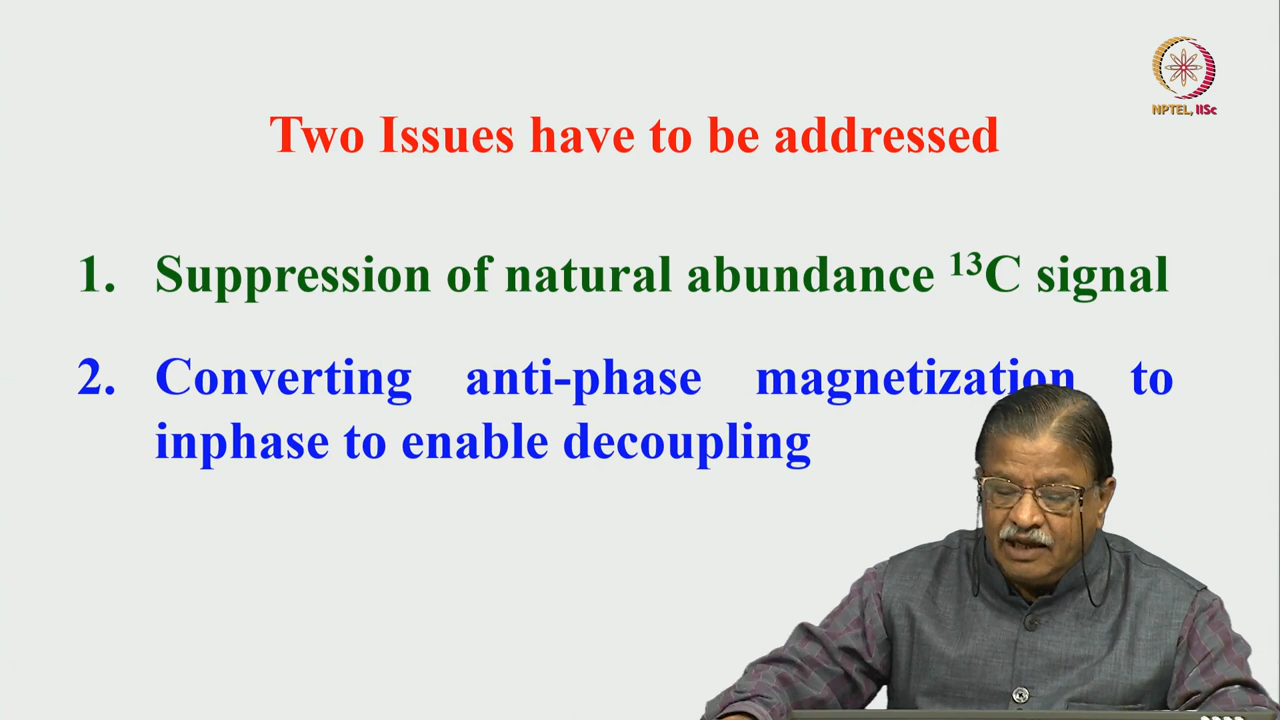 NPTEL, IISc
Two Issues have to be addressed
1. Suppression of natural abundance ¹³C signal
2. Converting anti-phase magnetization to
inphase to enable decoupling